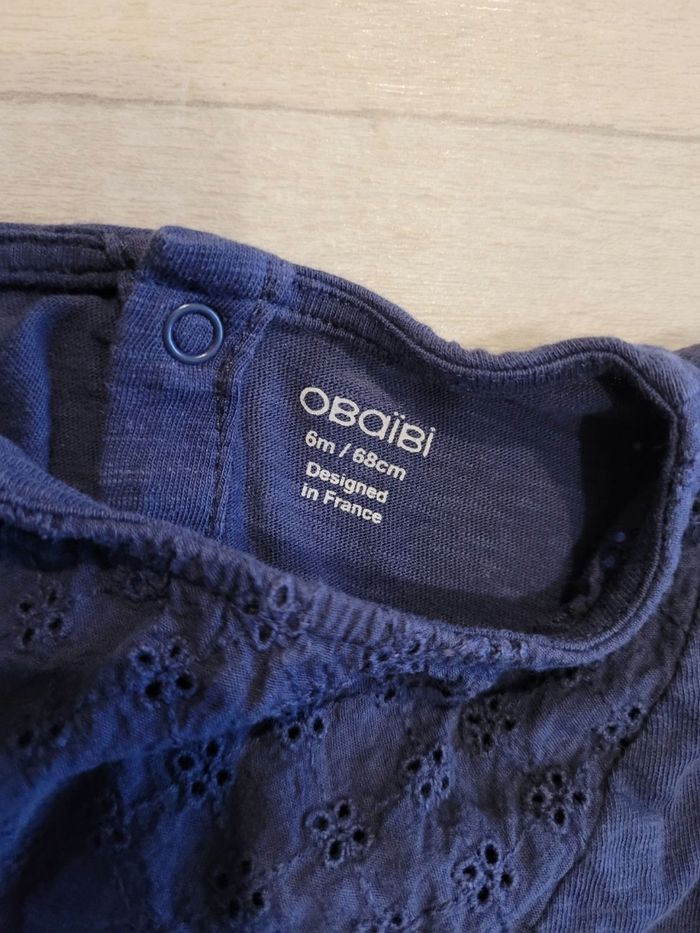 OBaïBi
6m / 68cm
Designed
in France